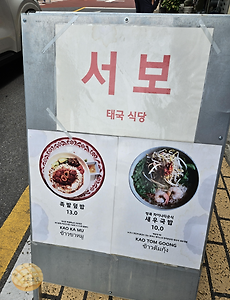 서보
태국 식당
족발덮밥
13.0
KAO KA MU
ข้าวขาหมู
새우국밥
10.0
KAO TOM GOONG
ข้าวต้มกุ้ง